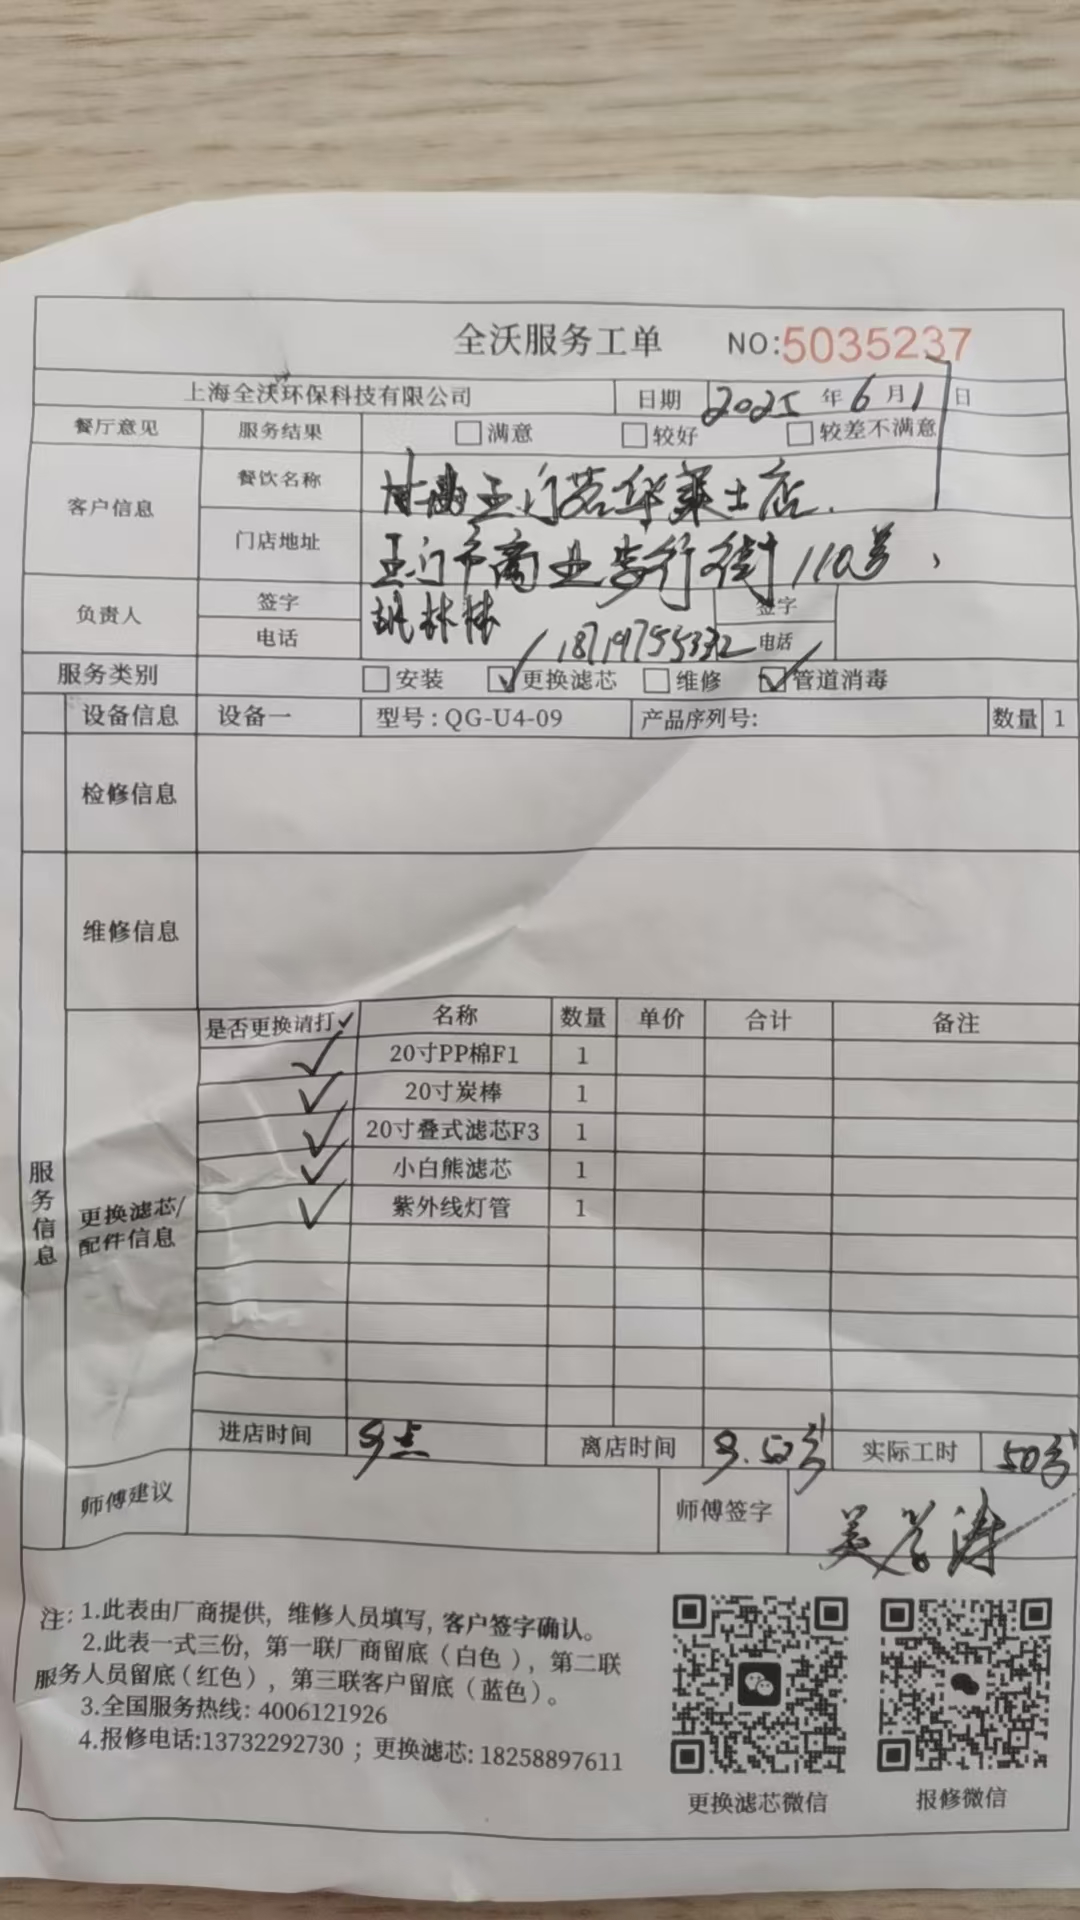 全沃服务工单 NO:5035237
上海全沃环保科技有限公司 日期 2025 年 6 月 1 日
餐厅意见 服务结果 满意 较好 较差不满意
客户信息 餐饮名称 甘肃玉门若华莱士店.
门店地址 玉门市商业步行街110号
负责人 签字 林林 签字
电话 电话
服务类别 安装 ✓更换滤芯 维修 ✓管道消毒
设备信息 设备一 型号:QG-U4-09 产品序列号: 数量 1
检修信息
维修信息
服务信息
更换滤芯/配件信息
是否更换请打✓ 名称 数量 单价 合计 备注
✓ 20寸PP棉F1 1
✓ 20寸炭棒 1
✓ 20寸叠式滤芯F3 1
✓ 小白熊滤芯 1
✓ 紫外线灯管 1
进店时间 9点 离店时间 9.50分 实际工时 50分
师傅建议 师傅签字
注: 1.此表由厂商提供, 维修人员填写, 客户签字确认。
2.此表一式三份, 第一联厂商留底(白色), 第二联
服务人员留底(红色), 第三联客户留底(蓝色)。
3.全国服务热线: 4006121926
4.报修电话:13732292730 ; 更换滤芯: 18258897611
更换滤芯微信 报修微信